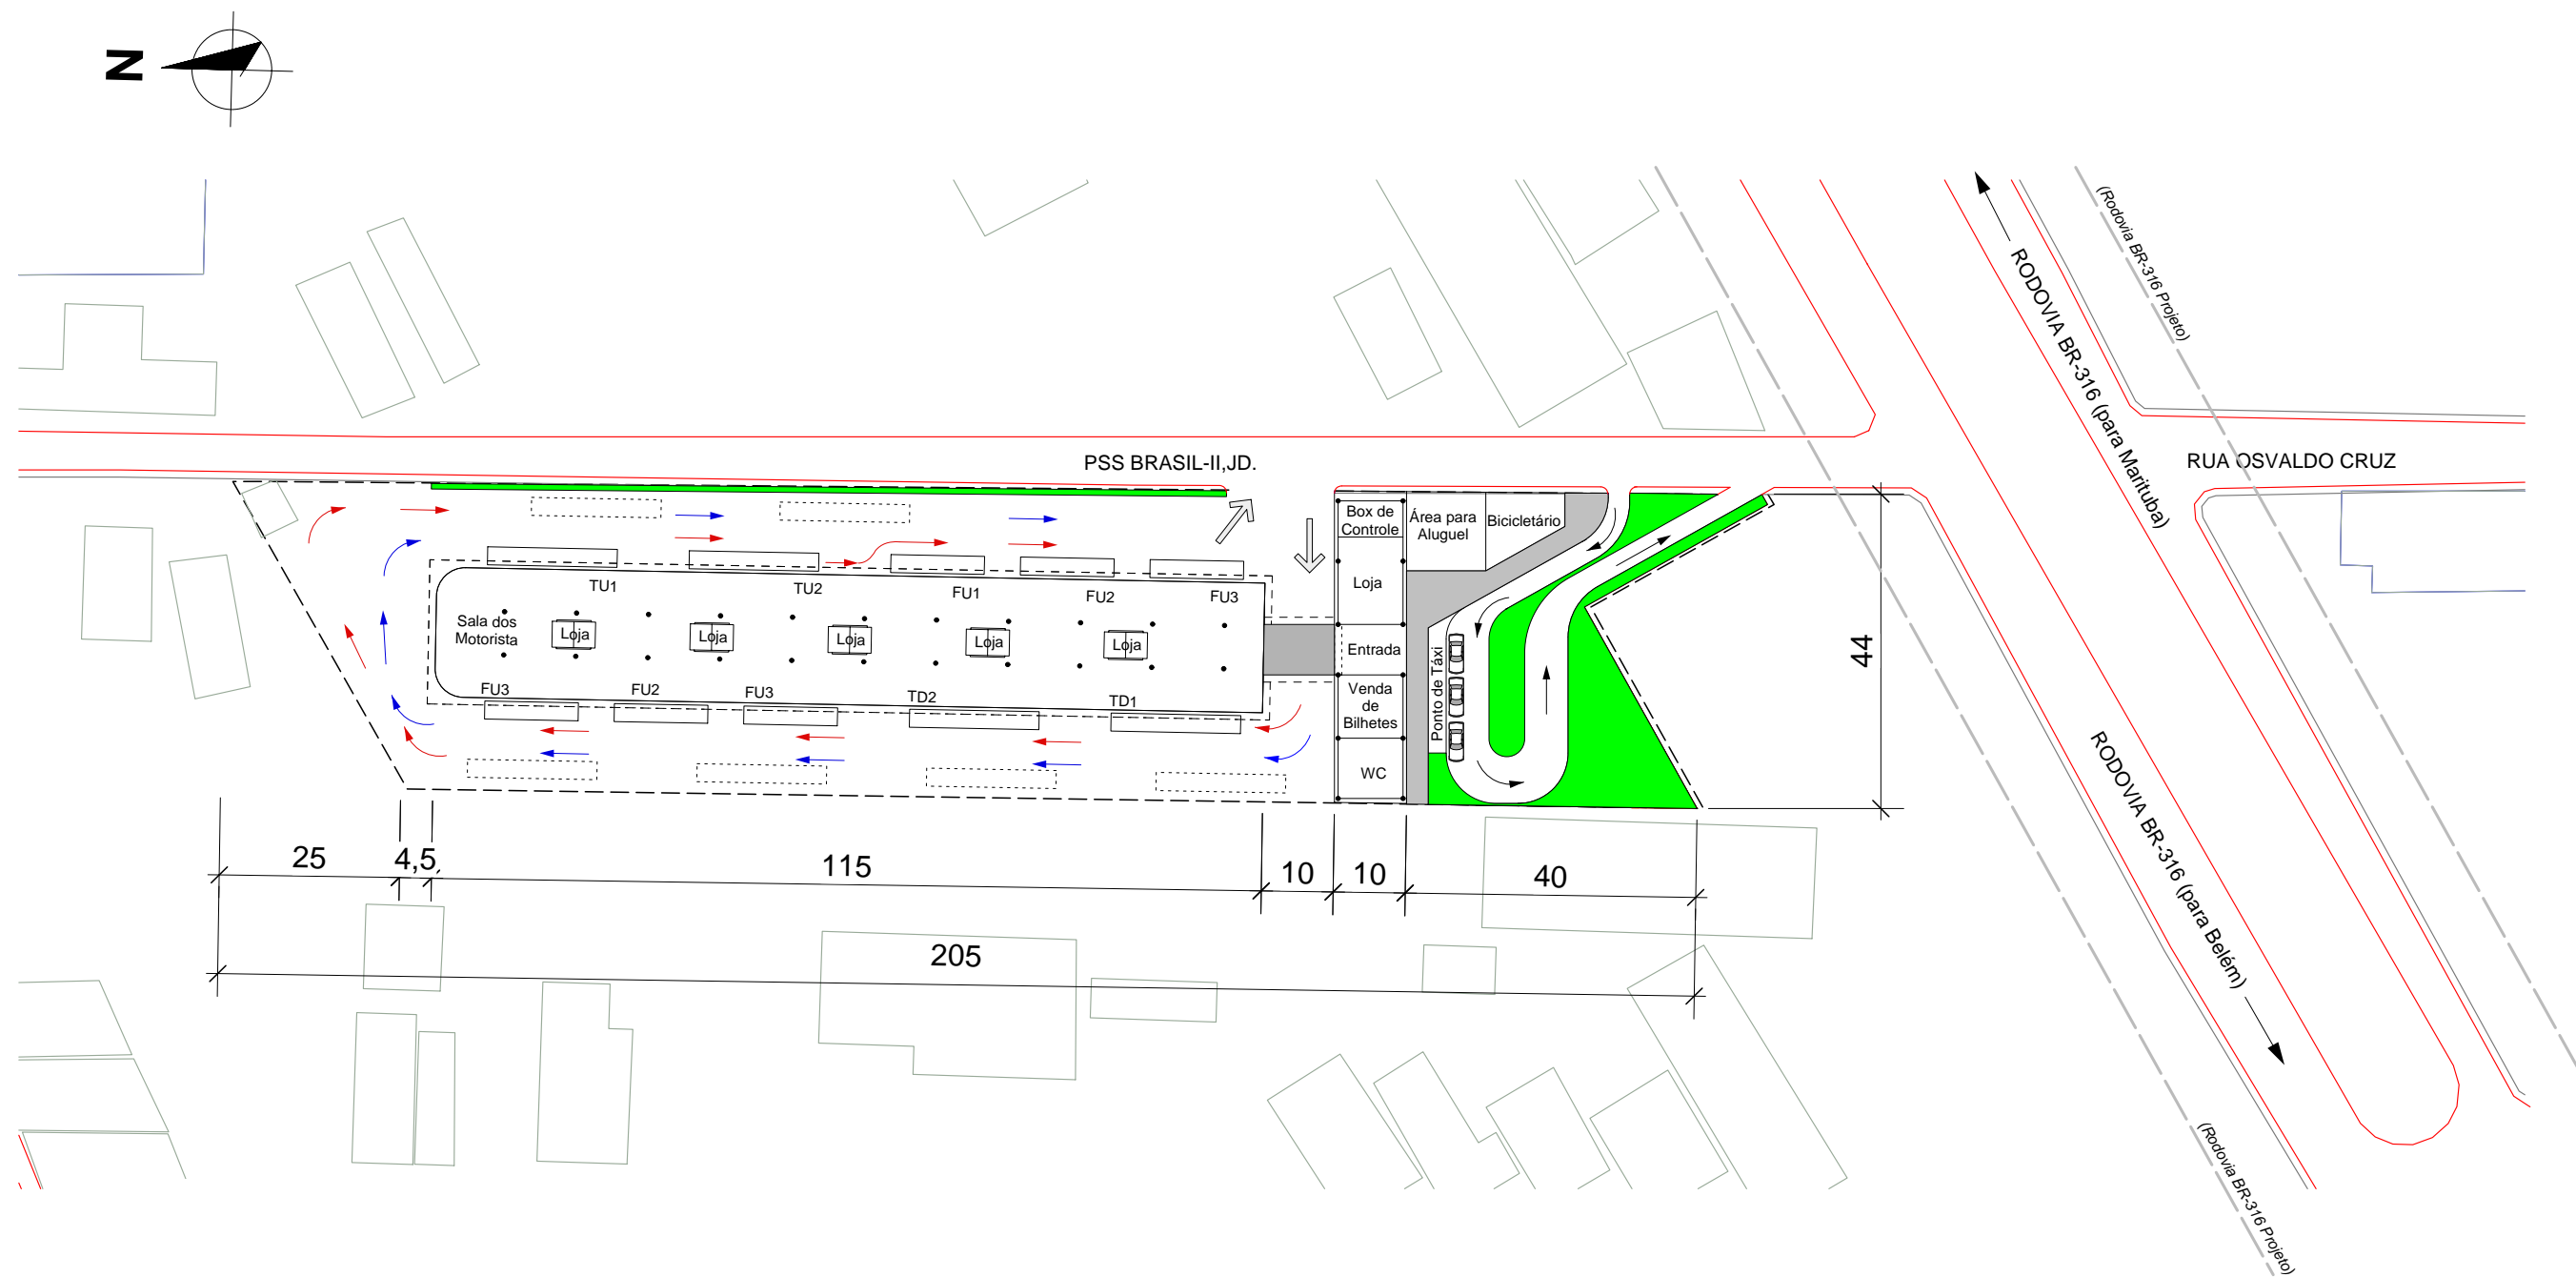 N
(Rodovia BR-316 Projeto)
RODOVIA BR-316 (para Marituba)
PSS BRASIL-II,JD.
RUA OSVALDO CRUZ
Box de
Controle
Área para
Aluguel
Bicicletário
TU1
TU2
FU1
FU2
FU3
Loja
Sala dos
Motorista
Loja
Loja
Loja
Loja
Loja
Entrada
Ponto de Táxi
44
FU3
FU2
FU3
TD2
TD1
Venda
de
Bilhetes
WC
RODOVIA BR-316 (para Belém)
25
4,5
115
10
10
40
205
(Rodovia BR-316 Projeto)